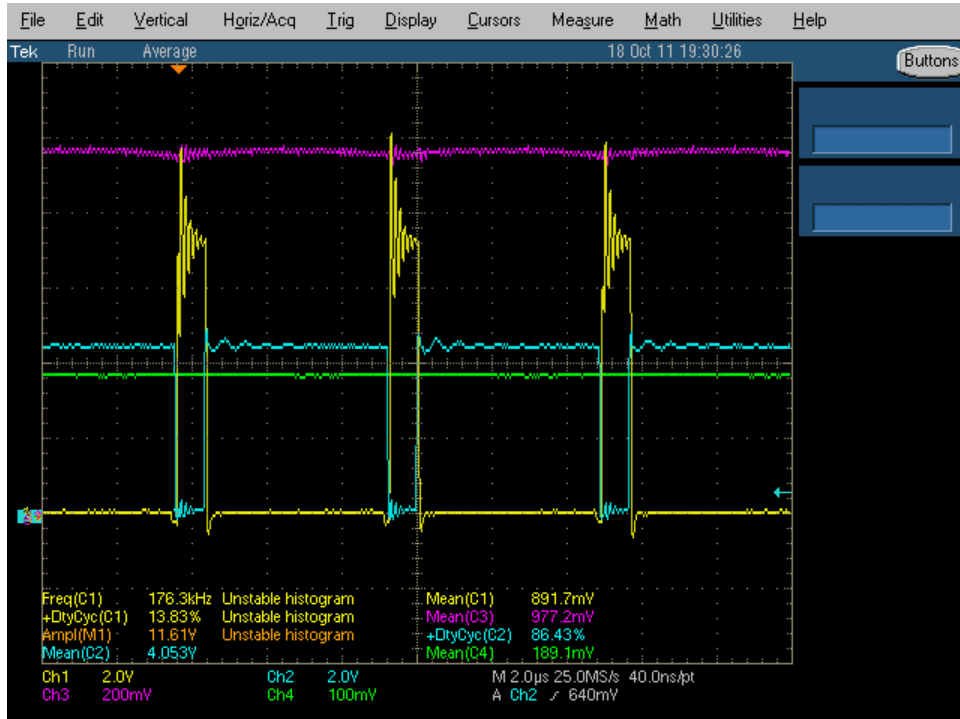 File Edit Vertical Horiz/Acq Trig Display Cursors Measure Math Utilities Help
Tek Run Average 18 Oct 11 19:30:26
Buttons
Freq(C1) 176.3kHz Unstable histogram Mean(C1) 891.7mV
+DtyCyc(C1) 13.83% Unstable histogram Mean(C3) 977.2mV
Ampl(M1) 11.61V Unstable histogram +DtyCyc(C2) 86.43%
Mean(C2) 4.053V Mean(C4) 189.1mV
Ch1 2.0V Ch2 2.0V M 2.0µs 25.0MS/s 40.0ns/pt
Ch3 200mV Ch4 100mV A Ch2 ⌿ 640mV